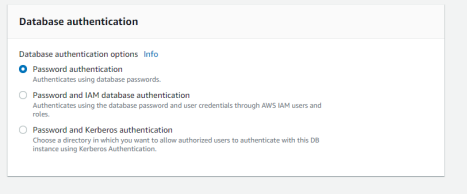 Database authentication
Database authentication options Info
Password authentication
Authenticates using database passwords.
Password and IAM database authentication
Authenticates using the database password and user credentials through AWS IAM users and
roles.
Password and Kerberos authentication
Choose a directory in which you want to allow authorized users to authenticate with this DB
instance using Kerberos Authentication.